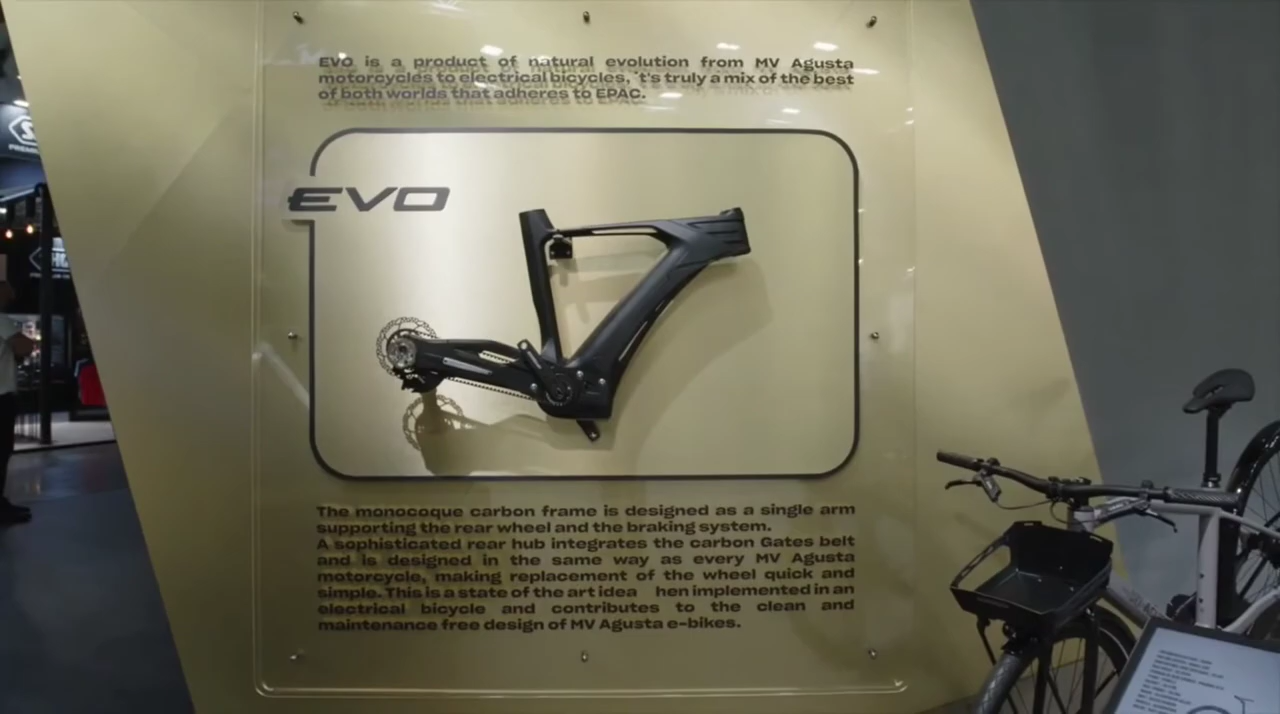 EVO is a product of natural evolution from MV Agusta
motorcycles to electrical bicycles, 't's truly a mix of the best
of both worlds that adheres to EPAC.
EVO
The monocoque carbon frame is designed as a single arm
supporting the rear wheel and the braking system.
A sophisticated rear hub integrates the carbon Gates belt
and is designed in the same way as every MV Agusta
motorcycle, making replacement of the wheel quick and
simple. This is a state of the art idea hen implemented in an
electrical bicycle and contributes to the clean and
maintenance free design of MV Agusta e-bikes.